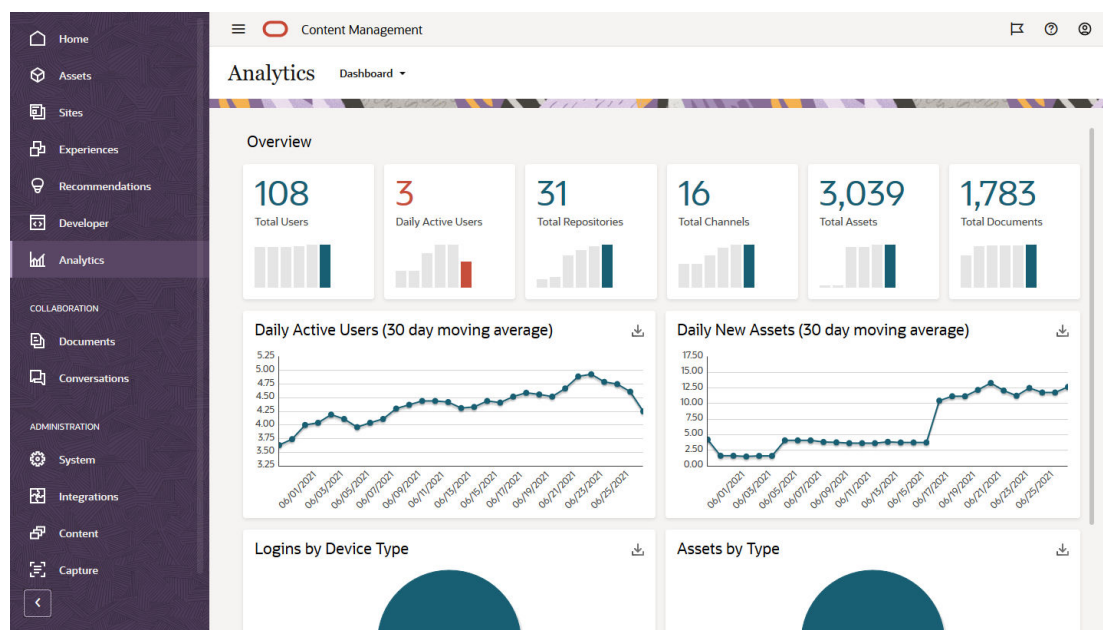 Home
Assets
Sites
Experiences
Recommendations
Developer
Analytics
COLLABORATION
Documents
Conversations
ADMINISTRATION
System
Integrations
Content
Capture
Content Management
Analytics Dashboard
Overview
108
Total Users
3
Daily Active Users
31
Total Repositories
16
Total Channels
3,039
Total Assets
1,783
Total Documents
Daily Active Users (30 day moving average)
5.25
5.00
4.75
4.50
4.25
4.00
3.75
3.50
3.25
06/01/2021
06/03/2021
06/05/2021
06/07/2021
06/09/2021
06/11/2021
06/13/2021
06/15/2021
06/17/2021
06/19/2021
06/21/2021
06/23/2021
06/25/2021
Daily New Assets (30 day moving average)
17.50
15.00
12.50
10.00
7.50
5.00
2.50
0.00
06/01/2021
06/03/2021
06/05/2021
06/07/2021
06/09/2021
06/11/2021
06/13/2021
06/15/2021
06/17/2021
06/19/2021
06/21/2021
06/23/2021
06/25/2021
Logins by Device Type
Assets by Type